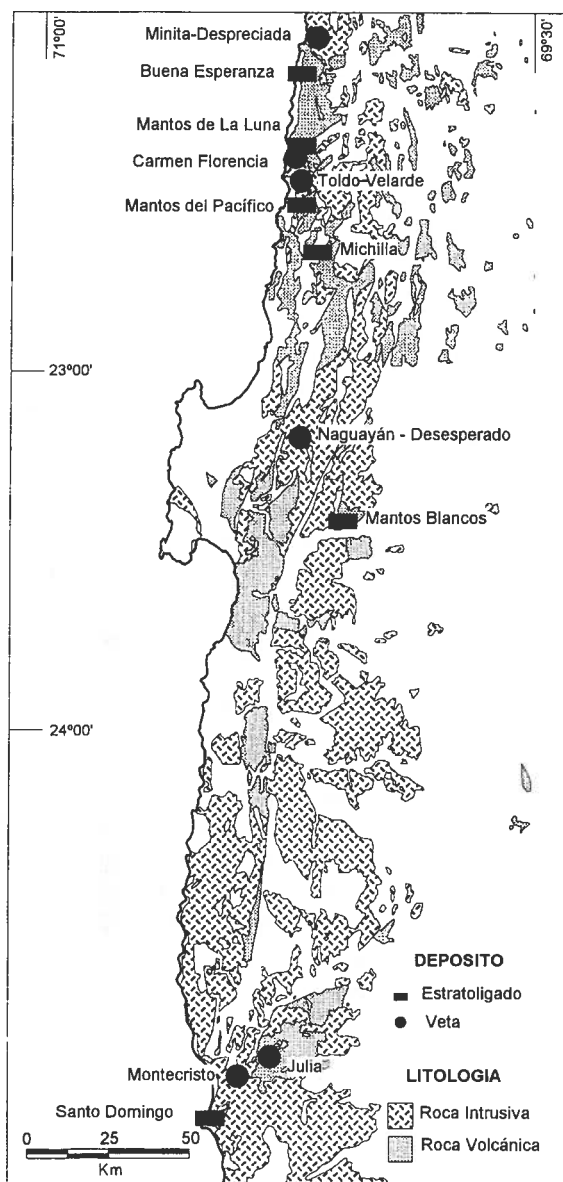 71°00'
69°30'
Minita-Despreciada
Buena Esperanza
Mantos de La Luna
Carmen Florencia
Toldo-Velarde
Mantos del Pacífico
Michilla
23°00'
Naguayán - Desesperado
Mantos Blancos
24°00'
DEPOSITO
Estratoligado
Veta
Julia
Montecristo
LITOLOGIA
Santo Domingo
Roca Intrusiva
0 25 50
Roca Volcánica
Km